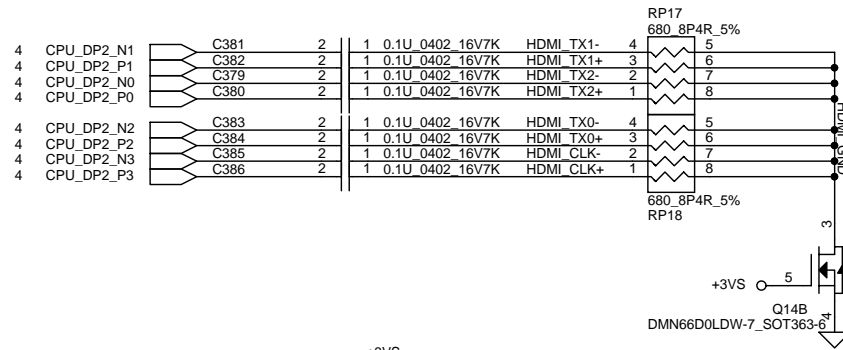 RP17
680_8P4R_5%
4 CPU_DP2_N1 C381 2 1 0.1U_0402_16V7K HDMI_TX1- 4 5
4 CPU_DP2_P1 C382 2 1 0.1U_0402_16V7K HDMI_TX1+ 3 6
4 CPU_DP2_N0 C379 2 1 0.1U_0402_16V7K HDMI_TX2- 2 7
4 CPU_DP2_P0 C380 2 1 0.1U_0402_16V7K HDMI_TX2+ 1 8
4 CPU_DP2_N2 C383 2 1 0.1U_0402_16V7K HDMI_TX0- 4 5
4 CPU_DP2_P2 C384 2 1 0.1U_0402_16V7K HDMI_TX0+ 3 6
4 CPU_DP2_N3 C385 2 1 0.1U_0402_16V7K HDMI_CLK- 2 7
4 CPU_DP2_P3 C386 2 1 0.1U_0402_16V7K HDMI_CLK+ 1 8
HDMI_GND
680_8P4R_5%
RP18
3
+3VS 5
Q14B
DMN66D0LDW-7_SOT363-6
4
+3VS